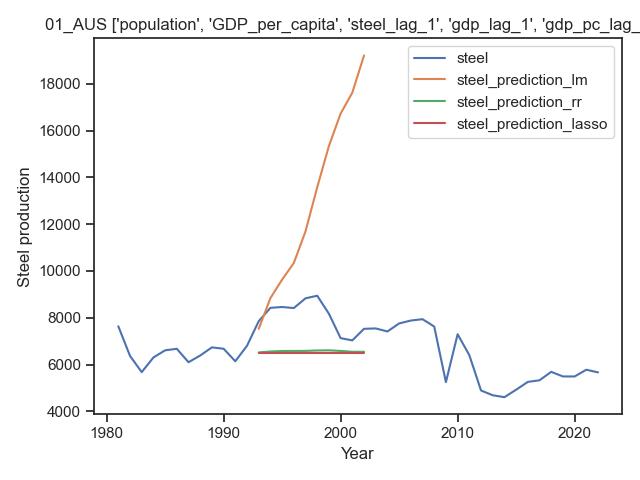 01_AUS ['population', 'GDP_per_capita', 'steel_lag_1', 'gdp_lag_1', 'gdp_pc_lag_
steel
steel_prediction_lm
steel_prediction_rr
steel_prediction_lasso
Steel production
18000
16000
14000
12000
10000
8000
6000
4000
1980 1990 2000 2010 2020
Year